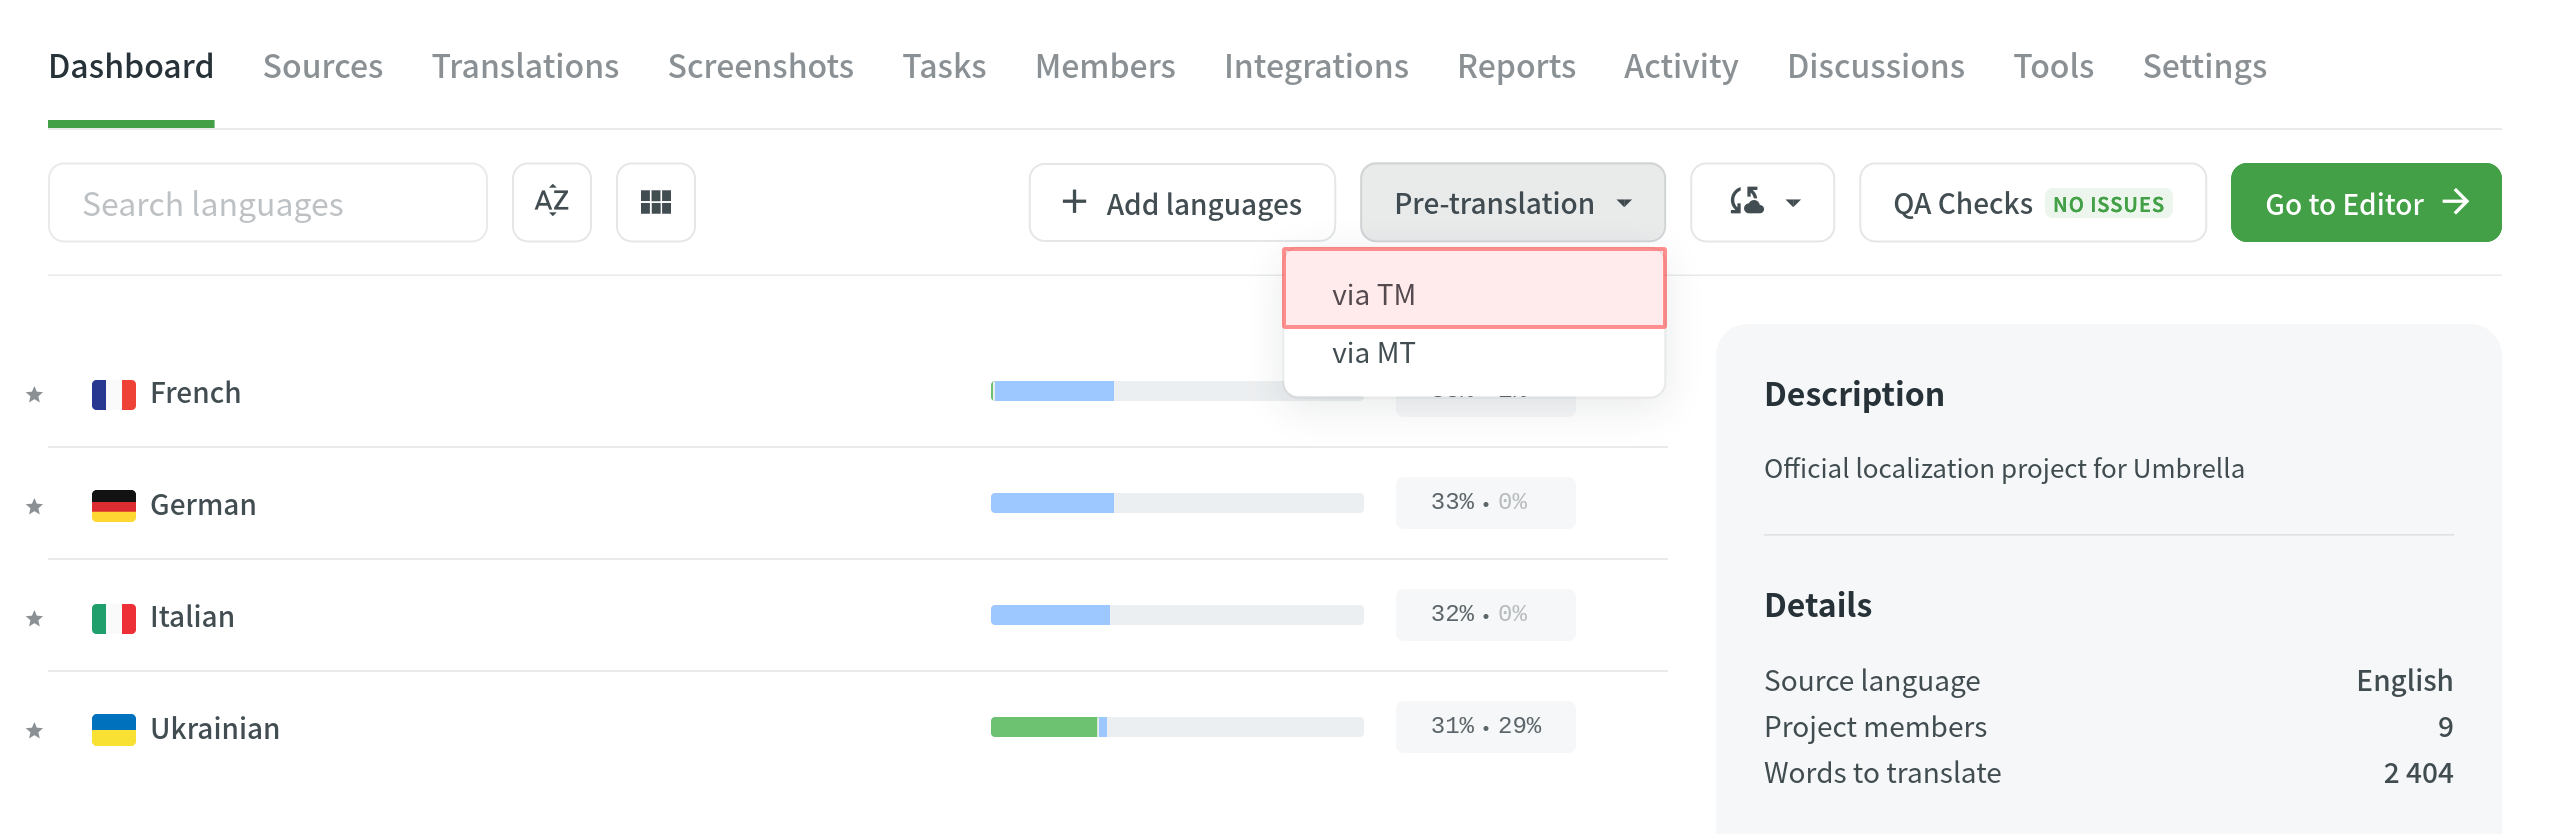 Dashboard Sources Translations Screenshots Tasks Members Integrations Reports Activity Discussions Tools Settings
Search languages AZ + Add languages Pre-translation QA Checks NO ISSUES Go to Editor →
via TM
via MT
French
German 33% • 0%
Italian 32% • 0%
Ukrainian 31% • 29%
Description
Official localization project for Umbrella
Details
Source language English
Project members 9
Words to translate 2 404